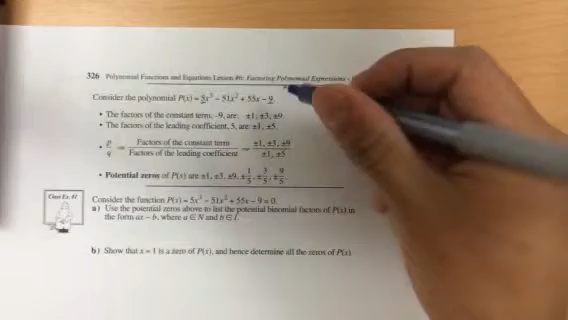 326 Polynomial Functions and Equations Lesson #6: Factoring Polynomial Expressions -
Consider the polynomial P(x) = 5x³ − 51x² + 55x − 9.
• The factors of the constant term, -9, are: ±1, ±3, ±9.
• The factors of the leading coefficient, 5, are: ±1, ±5.
• p/q = Factors of the constant term / Factors of the leading coefficient = ±1, ±3, ±9 / ±1, ±5
• Potential zeros of P(x) are ±1, ±3, ±9, ±1/5, ±3/5, ±9/5.
Class Ex. #1
Consider the function P(x) = 5x³ − 51x² + 55x − 9 = 0.
a) Use the potential zeros above to list the potential binomial factors of P(x) in
the form ax − b, where a ∈ N and b ∈ I.
b) Show that x = 1 is a zero of P(x), and hence determine all the zeros of P(x).